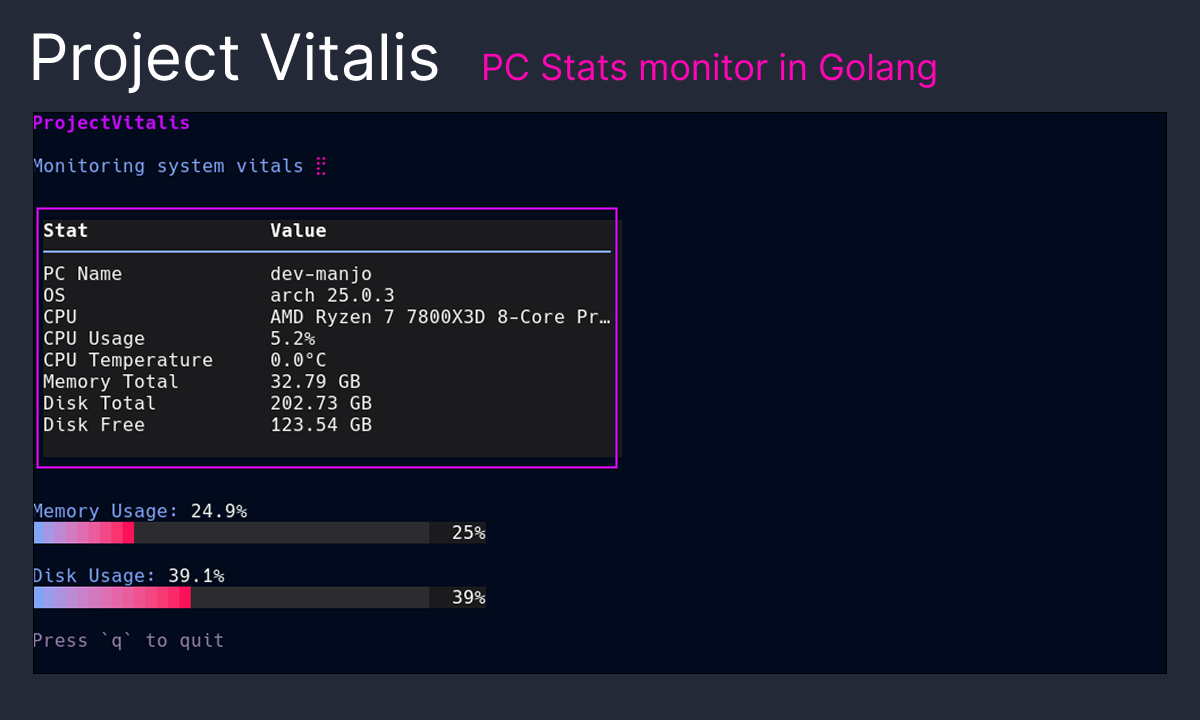 Project Vitalis PC Stats monitor in Golang
ProjectVitalis
Monitoring system vitals
Stat Value
PC Name dev-manjo
OS arch 25.0.3
CPU AMD Ryzen 7 7800X3D 8-Core Pr…
CPU Usage 5.2%
CPU Temperature 0.0°C
Memory Total 32.79 GB
Disk Total 202.73 GB
Disk Free 123.54 GB
Memory Usage: 24.9%
25%
Disk Usage: 39.1%
39%
Press `q` to quit